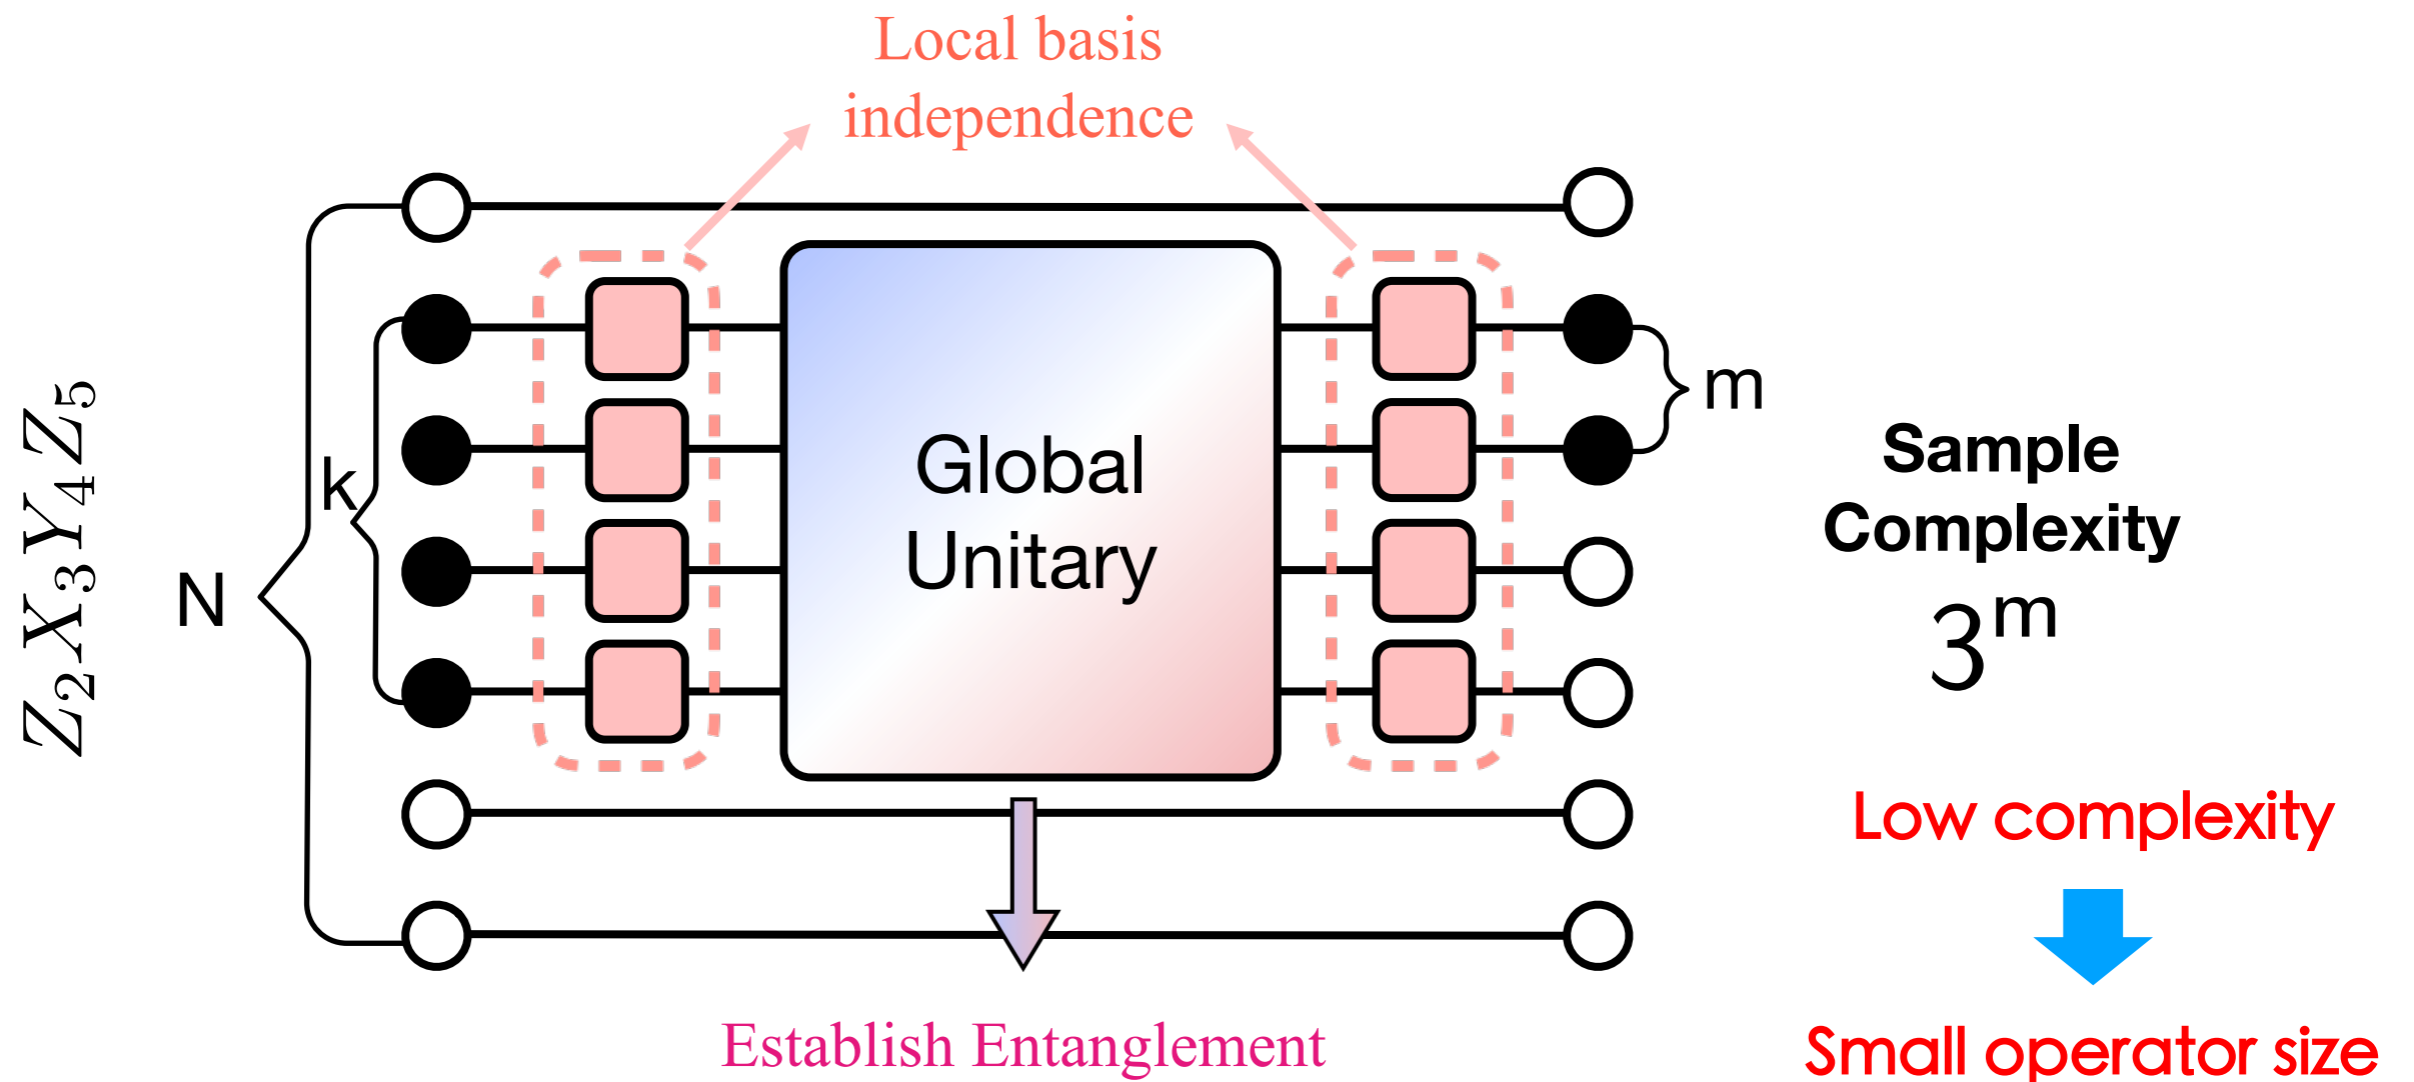 Local basis
independence
Z₂X₃Y₄Z₅
N
k
Global
Unitary
m
Sample
Complexity
3ᵐ
Low complexity
Small operator size
Establish Entanglement